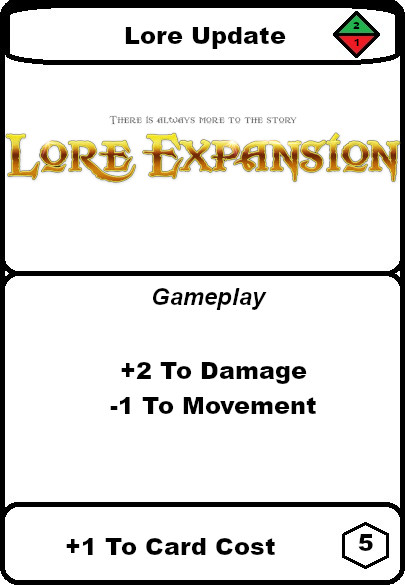 Lore Update
2
1
There is always more to the story
Lore Expansion
Gameplay
+2 To Damage
-1 To Movement
+1 To Card Cost
5